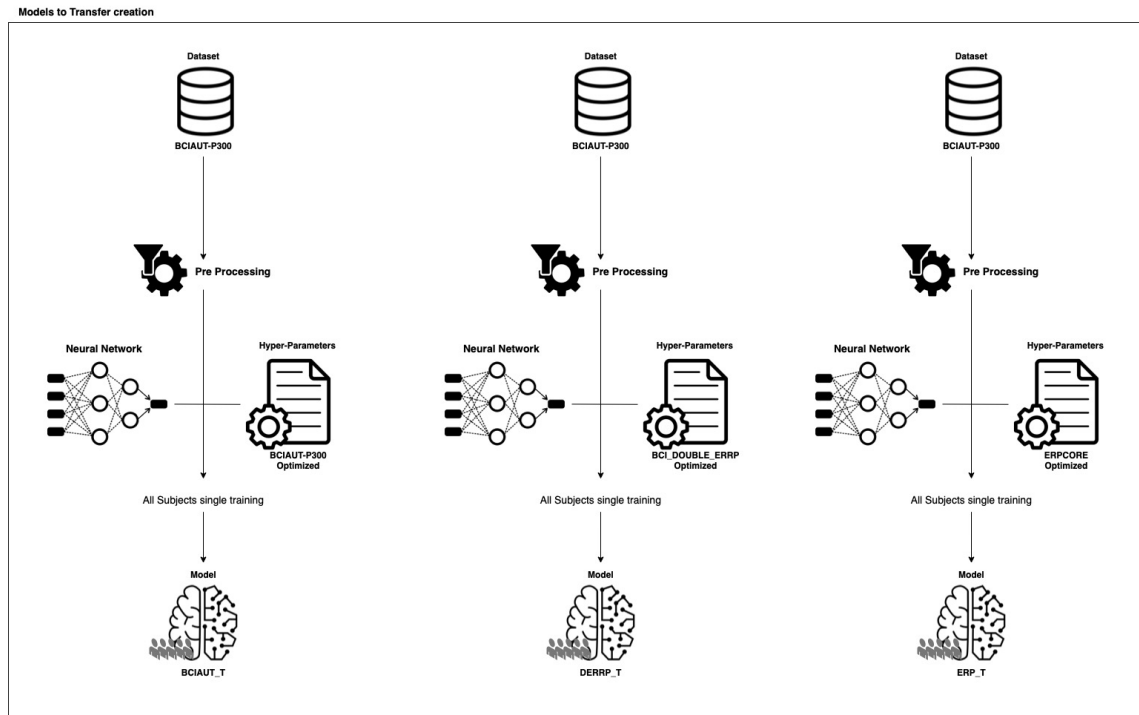 Models to Transfer creation
Dataset
BCIAUT-P300
Pre Processing
Neural Network
Hyper-Parameters
BCIAUT-P300
Optimized
All Subjects single training
Model
BCIAUT_T
Dataset
BCIAUT-P300
Pre Processing
Neural Network
Hyper-Parameters
BCI_DOUBLE_ERRP
Optimized
All Subjects single training
Model
DERRP_T
Dataset
BCIAUT-P300
Pre Processing
Neural Network
Hyper-Parameters
ERPCORE
Optimized
All Subjects single training
Model
ERP_T